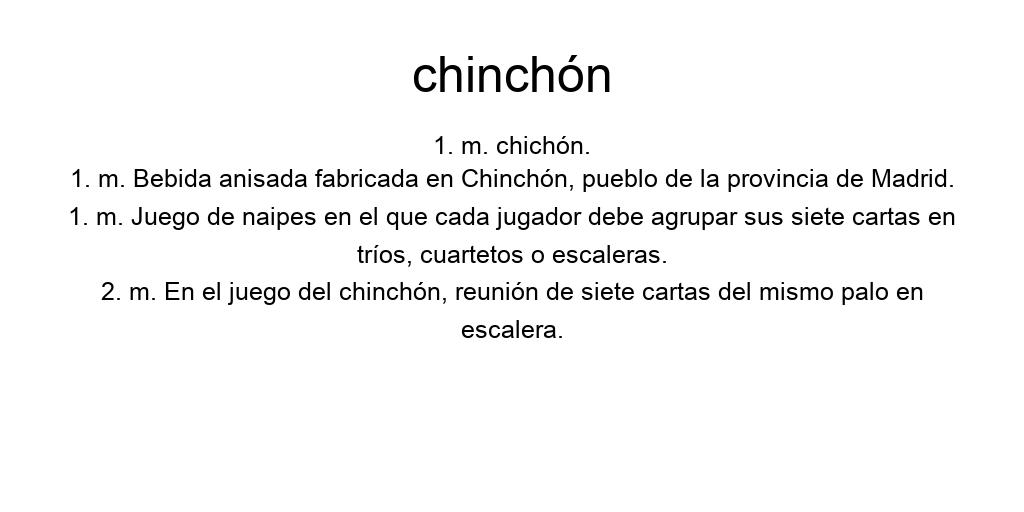 chinchón
1. m. chichón.
1. m. Bebida anisada fabricada en Chinchón, pueblo de la provincia de Madrid.
1. m. Juego de naipes en el que cada jugador debe agrupar sus siete cartas en
tríos, cuartetos o escaleras.
2. m. En el juego del chinchón, reunión de siete cartas del mismo palo en
escalera.